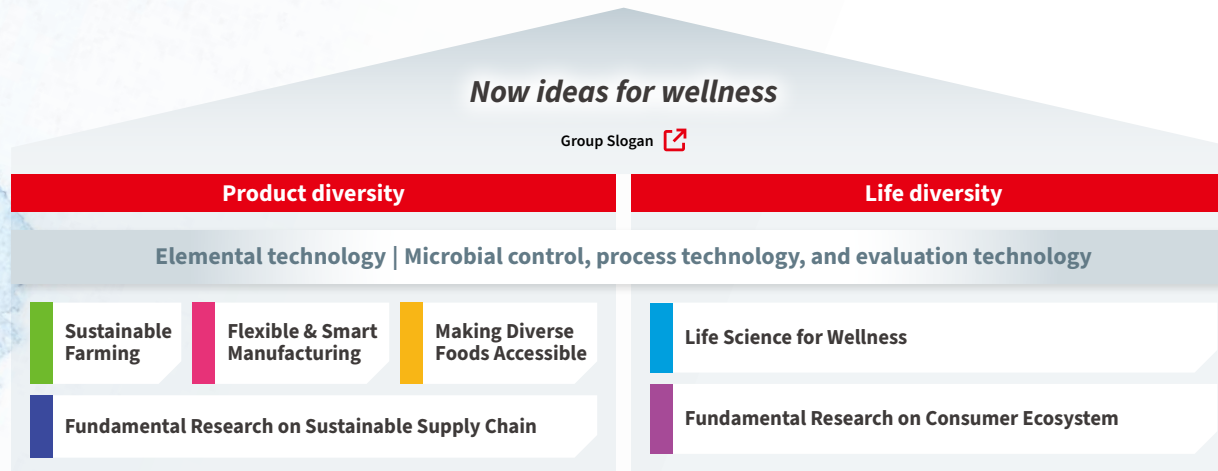 Now ideas for wellness
Group Slogan
Product diversity
Life diversity
Elemental technology | Microbial control, process technology, and evaluation technology
Sustainable
Farming
Flexible & Smart
Manufacturing
Making Diverse
Foods Accessible
Fundamental Research on Sustainable Supply Chain
Life Science for Wellness
Fundamental Research on Consumer Ecosystem